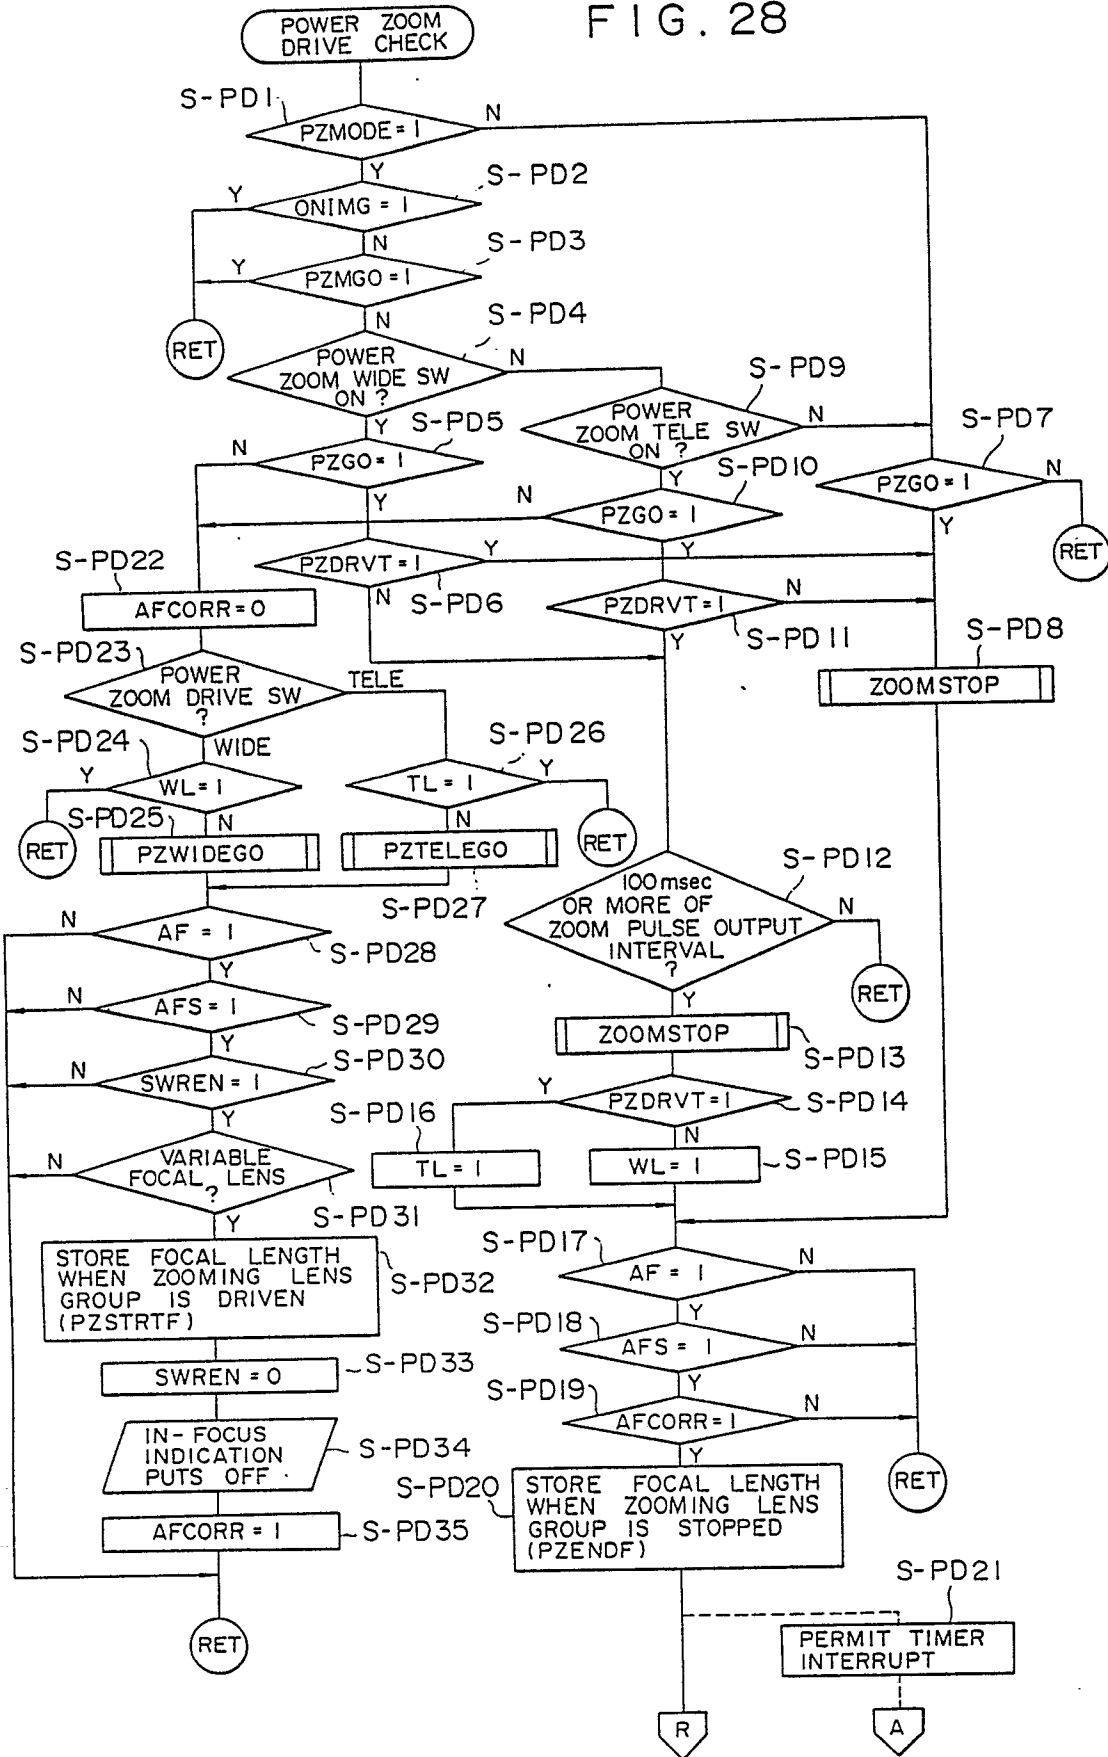 FIG. 28
POWER ZOOM
DRIVE CHECK
S-PD1
N
PZMODE = 1
Y
S-PD2
Y
ONIMG = 1
N
S-PD3
Y
PZMGO = 1
N
S-PD4
RET
POWER
ZOOM WIDE SW
ON ?
N
Y
S-PD9
POWER
ZOOM TELE SW
ON ?
N
Y
S-PD5
N
PZGO = 1
Y
S-PD7
PZGO = 1
N
Y
RET
S-PD10
N
PZGO = 1
Y
PZDRVT = 1
Y
N
S-PD6
S-PD22
AFCORR = 0
PZDRVT = 1
N
Y
S-PD11
S-PD8
ZOOMSTOP
S-PD23
POWER
ZOOM DRIVE SW
?
TELE
WIDE
S-PD24
Y
WL = 1
N
RET
S-PD26
TL = 1
Y
N
RET
S-PD25
PZWIDEGO
PZTELEGO
S-PD27
S-PD12
100 msec
OR MORE OF
ZOOM PULSE OUTPUT
INTERVAL
?
N
Y
RET
N
AF = 1
Y
S-PD28
N
AFS = 1
Y
S-PD29
ZOOMSTOP
S-PD13
N
SWREN = 1
Y
S-PD30
Y
PZDRVT = 1
N
S-PD14
S-PD16
TL = 1
WL = 1
S-PD15
N
VARIABLE
FOCAL LENS
?
Y
S-PD31
STORE FOCAL LENGTH
WHEN ZOOMING LENS
GROUP IS DRIVEN
(PZSTRTF)
S-PD32
S-PD17
AF = 1
N
Y
S-PD18
AFS = 1
N
Y
SWREN = 0
S-PD33
S-PD19
AFCORR = 1
N
Y
IN-FOCUS
INDICATION
PUTS OFF
S-PD34
RET
S-PD20
STORE FOCAL LENGTH
WHEN ZOOMING LENS
GROUP IS STOPPED
(PZENDF)
AFCORR = 1
S-PD35
RET
S-PD21
PERMIT TIMER
INTERRUPT
R
A